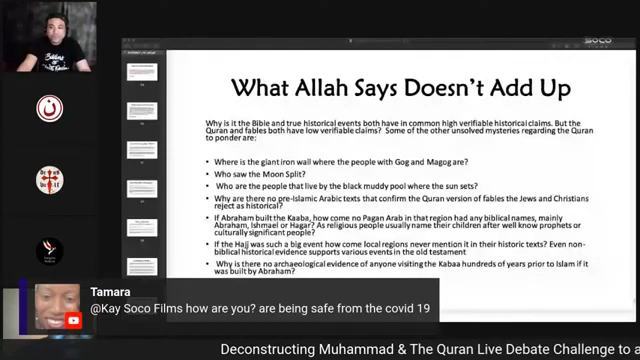 What Allah Says Doesn't Add Up
Why is it the Bible and true historical events both have in common high verifiable historical claims. But the
Quran and fables both have low verifiable claims? Some of the other unsolved mysteries regarding the Quran
to ponder are:
• Where is the giant iron wall where the people with Gog and Magog are?
• Who saw the Moon Split?
• Who are the people that live by the black muddy pool where the sun sets?
• Why are there no pre-Islamic Arabic texts that confirm the Quran version of fables the Jews and Christians
reject as historical?
• If Abraham built the Kaaba, how come no Pagan Arab in that region had any biblical names, mainly
Abraham, Ishmael or Hagar? As religious people usually name their children after well know prophets or
culturally significant people?
• If the Hajj was such a big event how come local regions never mention it in their historic texts? Even non-
biblical historical evidence supports various events in the old testament
• Why is there no archaeological evidence of anyone visiting the Kabaa hundreds of years prior to Islam if it
was built by Abraham?
Tamara
@Kay Soco Films how are you? are being safe from the covid 19
Deconstructing Muhammad & The Quran Live Debate Challenge to a
SOCO